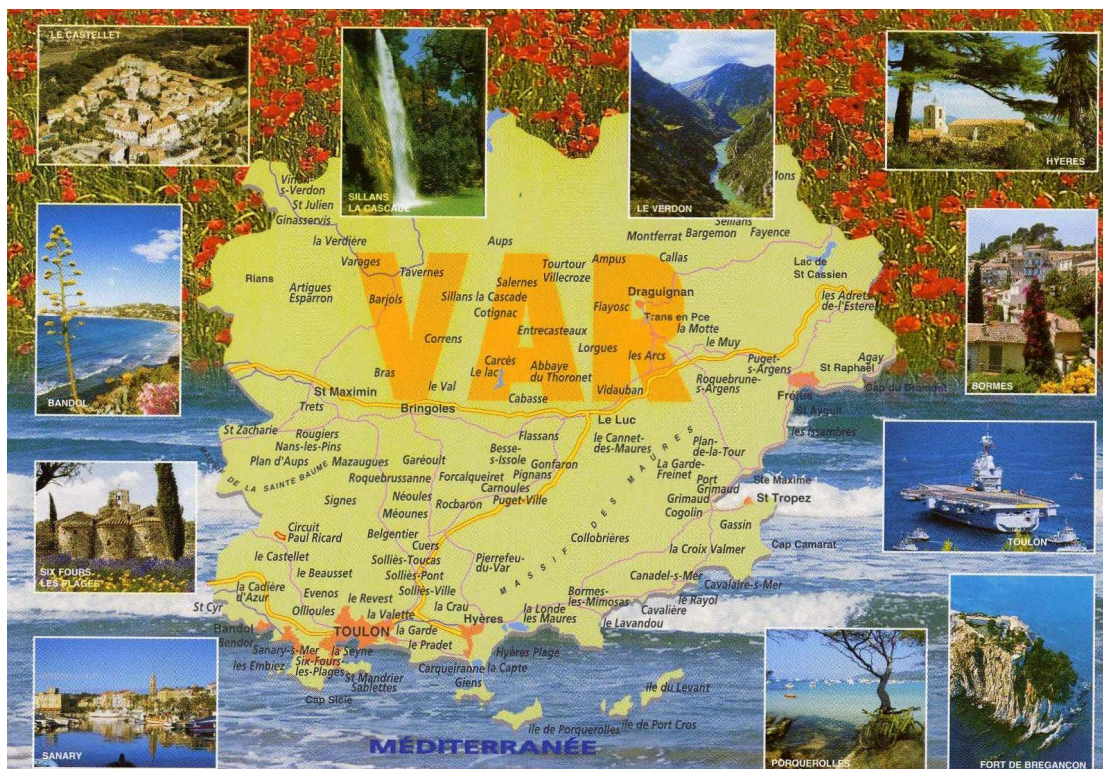 LE CASTELLET
SILLANS
LA CASCADE
LE VERDON
HYERES
BANDOL
BORMES
SIX FOURS
LES PLAGES
TOULON
SANARY
PORQUEROLLES
FORT DE BREGANÇON
VAR
Vinon-
s-Verdon
St Julien
Ginasservis
la Verdière
Varages
Tavernes
Rians
Artigues
Esparron
Barjols
Aups
Salernes
Sillans la Cascade
Cotignac
Tourtour
Villecroze
Ampus
Montferrat
Bargemon
Seillans
Fayence
Mons
Callas
Lac de
St Cassien
Draguignan
Flayosc
Trans en Pce
la Motte
le Muy
les Adrets
de-l'Esterel
Entrecasteaux
Correns
Lorgues
les Arcs
Carcès
Le lac
Abbaye
du Thoronet
Vidauban
Puget-
s-Argens
Roquebrune-
s-Argens
St Raphaël
Agay
Cap du Dramont
Fréjus
St Aygulf
les Issambres
Bras
le Val
St Maximin
Bringoles
Cabasse
Le Luc
Trets
St Zacharie
Rougiers
Nans-les-Pins
Plan d'Aups
Mazaugues
MASSIF DE LA SAINTE BAUME
Roquebrussanne
Garéoult
Forcalqueiret
Flassans
Besse-
s-Issole
Gonfaron
Pignans
Carnoules
Puget-Ville
le Cannet-
des-Maures
Plan-
de-la-Tour
La Garde-
Freinet
Port
Grimaud
Grimaud
Cogolin
Ste Maxime
St Tropez
Gassin
Signes
Néoules
Méounes
Rocbaron
MASSIF DES MAURES
Circuit
Paul Ricard
Belgentier
Cuers
Collobrières
la Croix Valmer
Cap Camarat
le Castellet
Solliès-Toucas
Pierrefeu-
du-Var
le Beausset
Solliès-Pont
Canadel-s-Mer
Cavalaire-s-Mer
la Cadière
d'Azur
Evenos
le Revest
Solliès-Ville
Bormes-
les-Mimosas
le Rayol
Cavalière
le Lavandou
St Cyr
Ollioules
la Valette
la Crau
Hyères
la Londe
les Maures
Bandol
Bendor
TOULON
la Garde
le Pradet
Sanary-s-Mer
la Seyne
les Embiez
Six-Fours-
les-Plages
St Mandrier
Sablettes
Cap Sicié
Carqueiranne
la Capte
Giens
Hyères Plage
île du Levant
île de Port Cros
île de Porquerolles
MÉDITERRANÉE